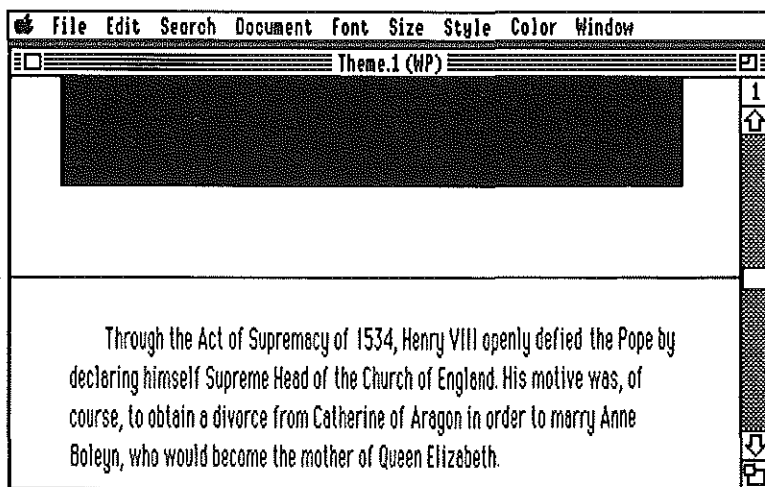 File Edit Search Document Font Size Style Color Window
Theme.1 (WP)
1
Through the Act of Supremacy of 1534, Henry VIII openly defied the Pope by
declaring himself Supreme Head of the Church of England. His motive was, of
course, to obtain a divorce from Catherine of Aragon in order to marry Anne
Boleyn, who would become the mother of Queen Elizabeth.